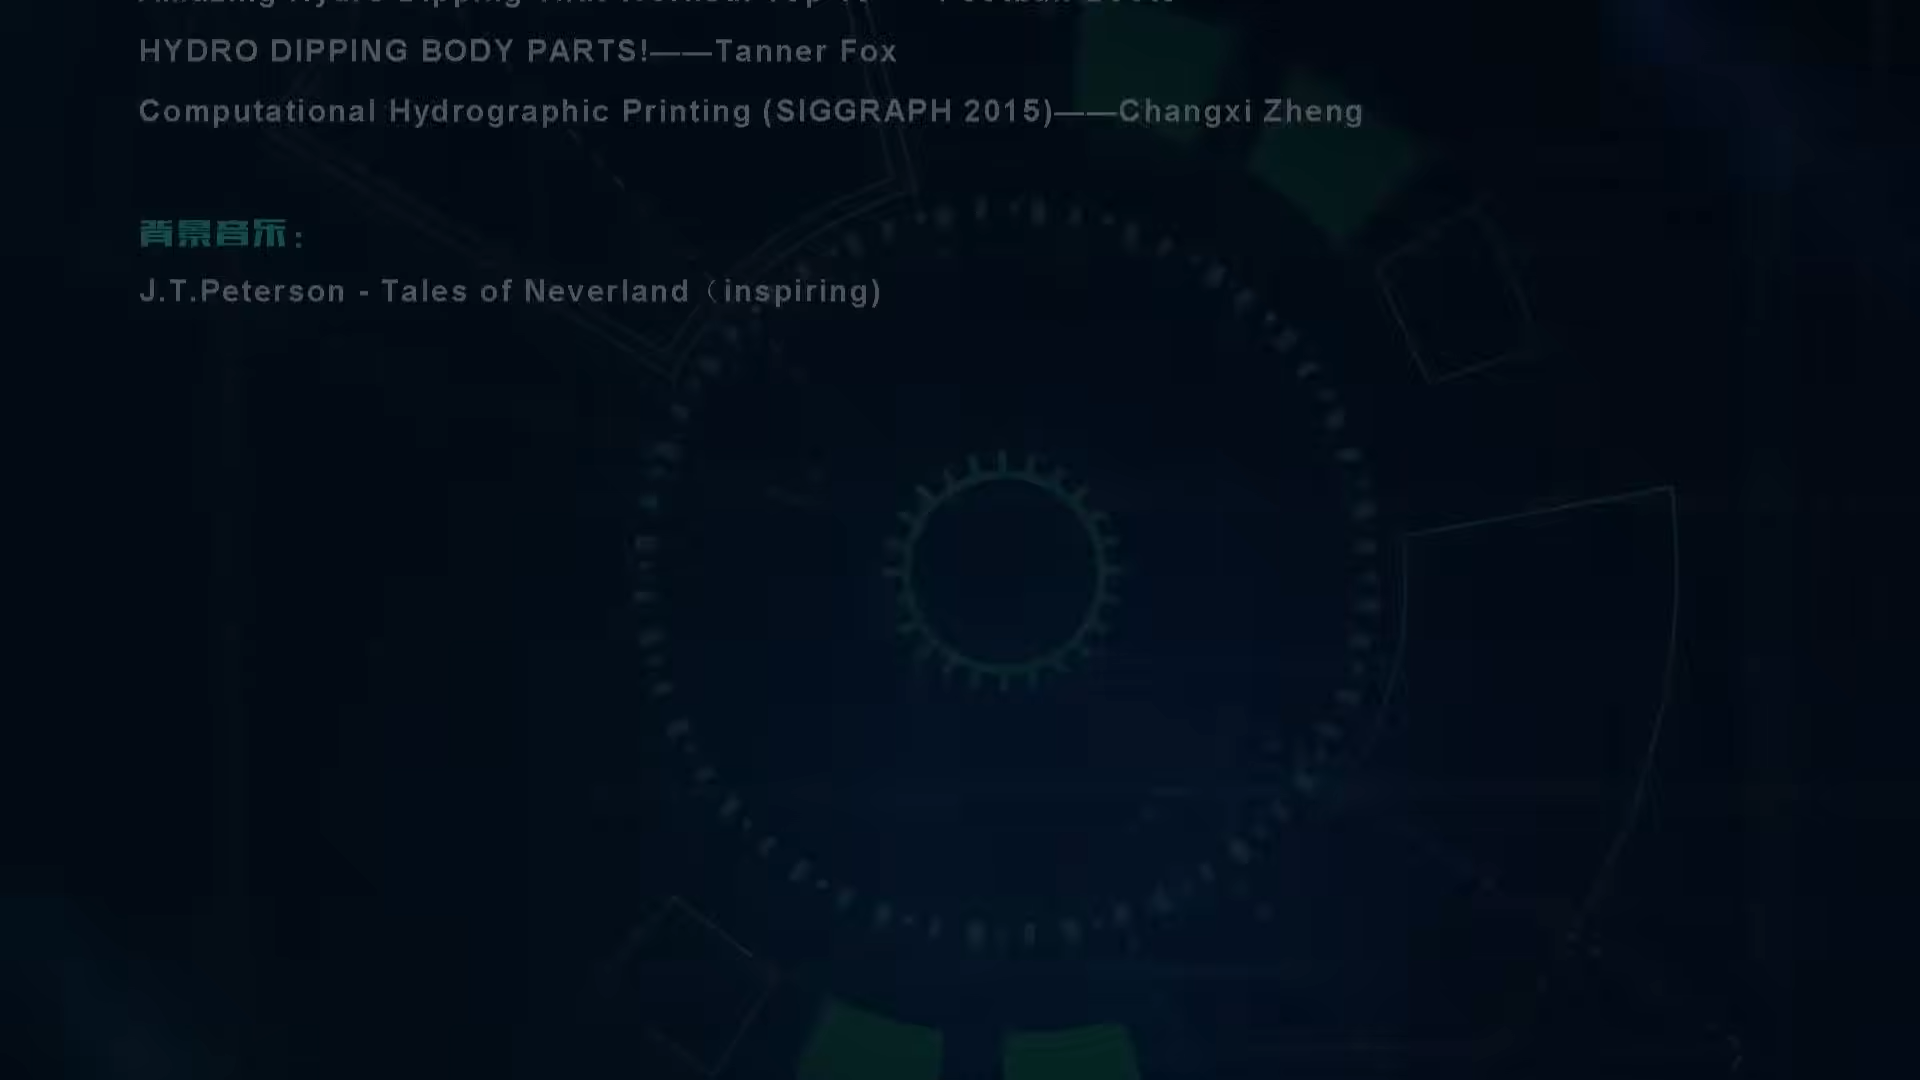 HYDRO DIPPING BODY PARTS!——Tanner Fox
Computational Hydrographic Printing (SIGGRAPH 2015)——Changxi Zheng
背景音乐：
J.T.Peterson - Tales of Neverland（inspiring)